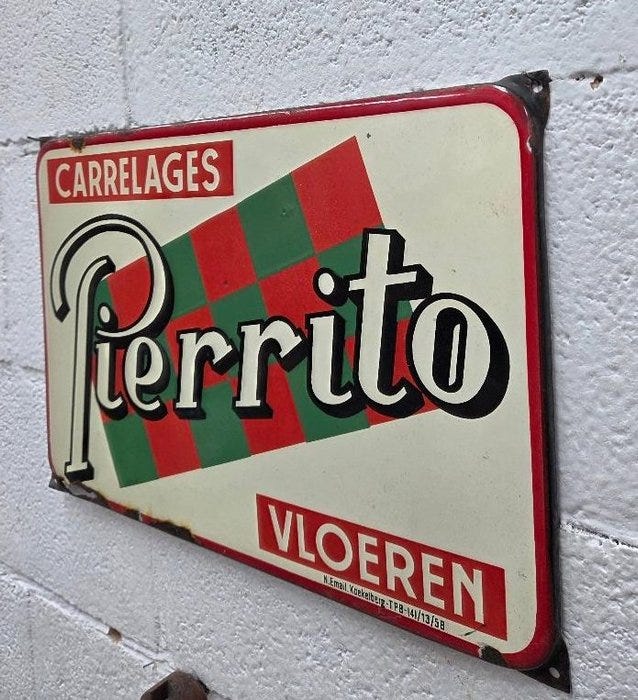 CARRELAGES
Pierrito
VLOEREN
N.Email. Koekelberg-TPB-141/13/58